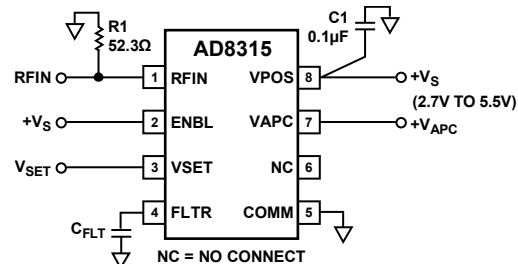 R1
52.3Ω
C1
0.1µF
AD8315
RFIN
1
RFIN
VPOS
8
+VS
(2.7V TO 5.5V)
+VS
2
ENBL
VAPC
7
+VAPC
VSET
3
VSET
NC
6
CFLT
4
FLTR
COMM
5
NC = NO CONNECT